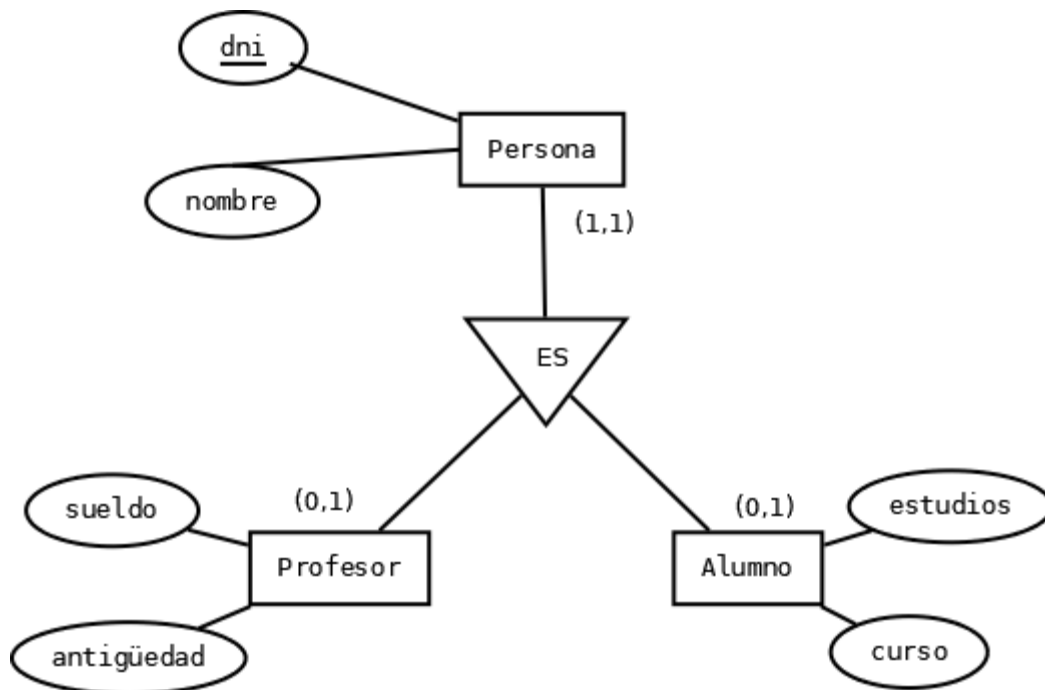 dni
Persona
nombre
(1,1)
ES
sueldo
(0,1)
(0,1)
estudios
Profesor
Alumno
antigüedad
curso